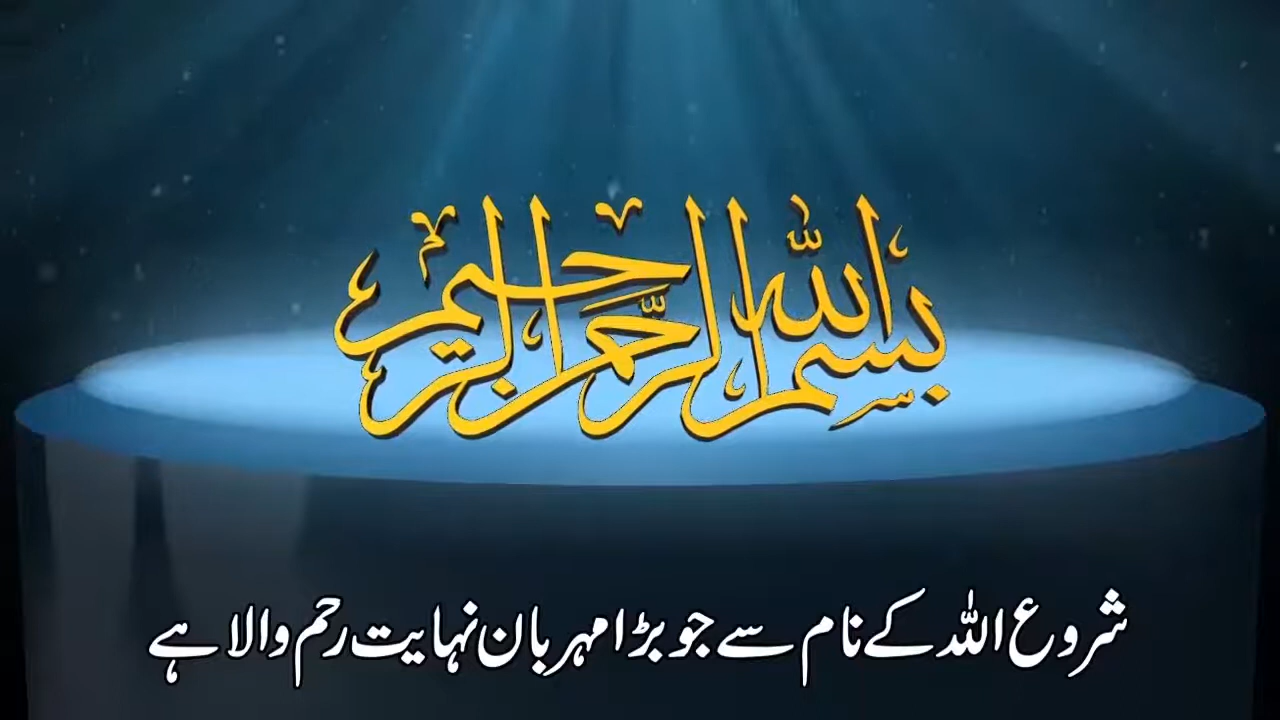 بسم الله الرحمن الرحيم
شروع اللہ کے نام سے جو بڑا مہربان نہایت رحم والا ہے